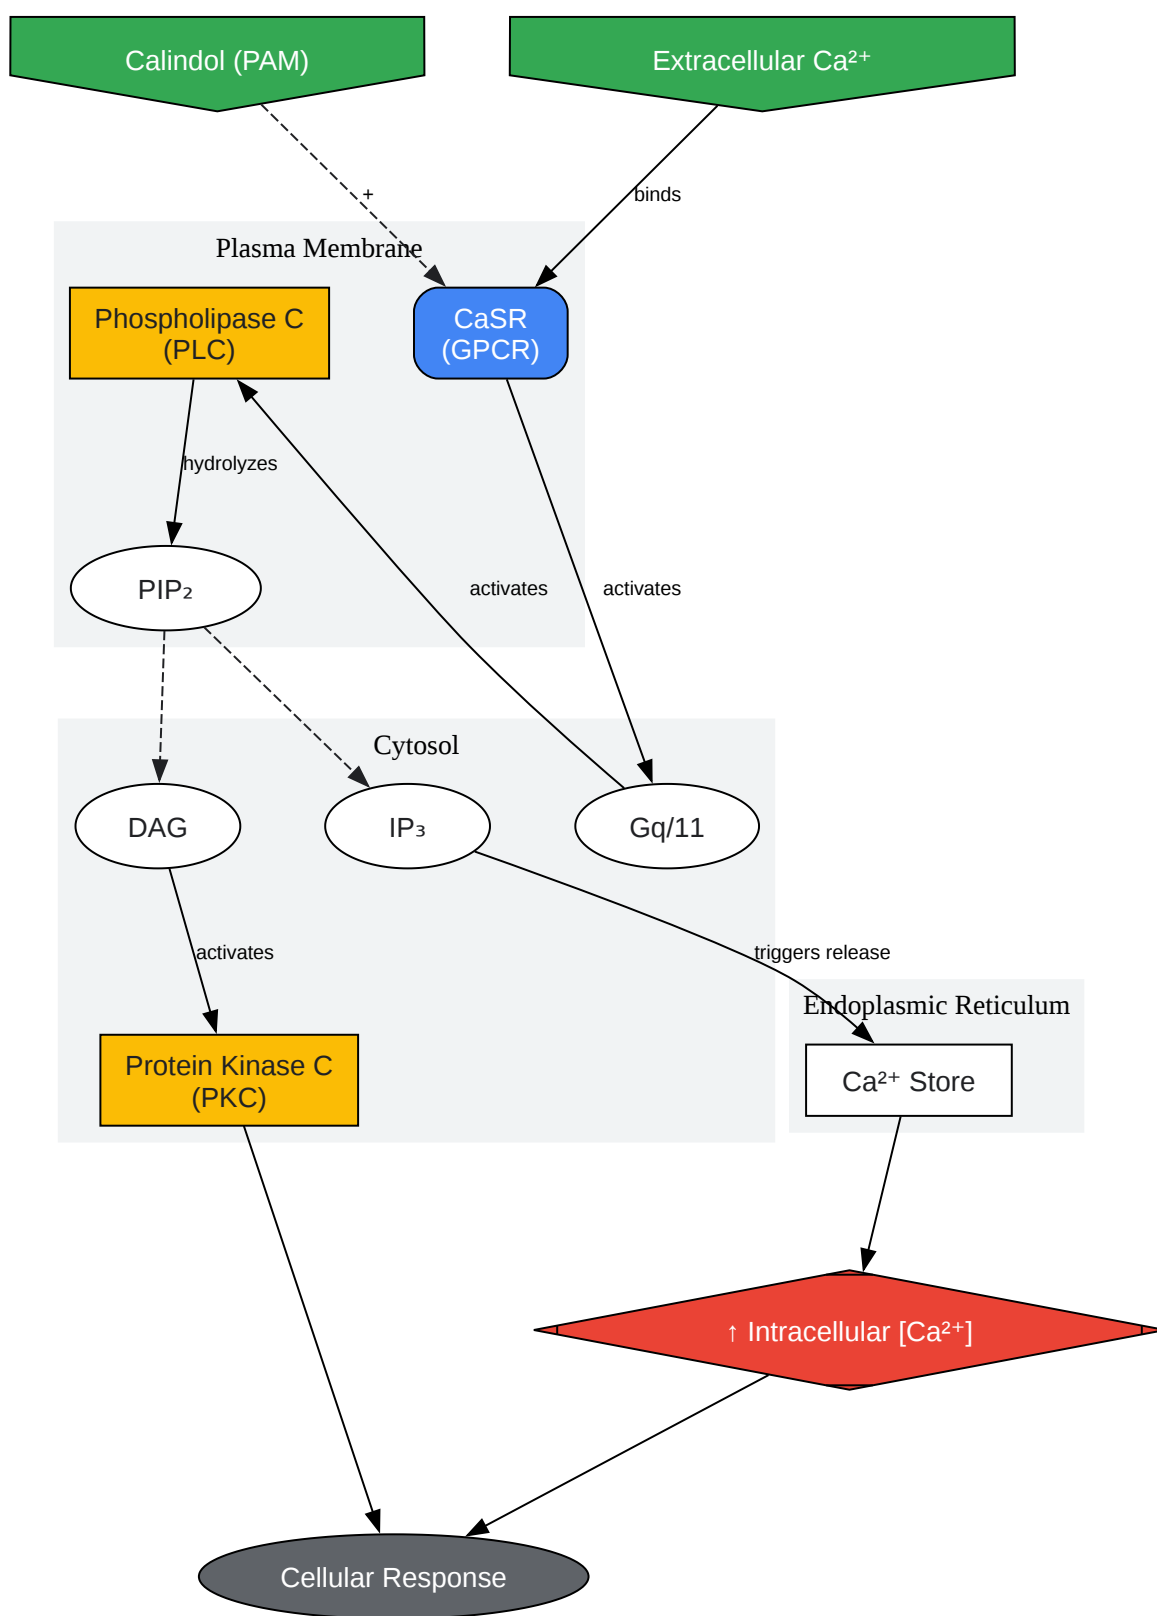 Calindol (PAM)
Extracellular Ca²⁺
+
binds
Plasma Membrane
Phospholipase C
(PLC)
CaSR
(GPCR)
hydrolyzes
PIP₂
activates
activates
Cytosol
DAG
IP₃
Gq/11
activates
triggers release
Endoplasmic Reticulum
Protein Kinase C
(PKC)
Ca²⁺ Store
↑ Intracellular [Ca²⁺]
Cellular Response